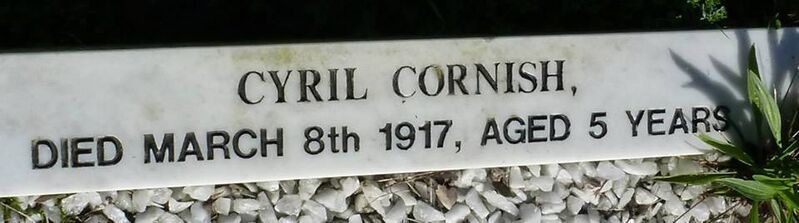 CYRIL CORNISH,
DIED MARCH 8th 1917, AGED 5 YEARS